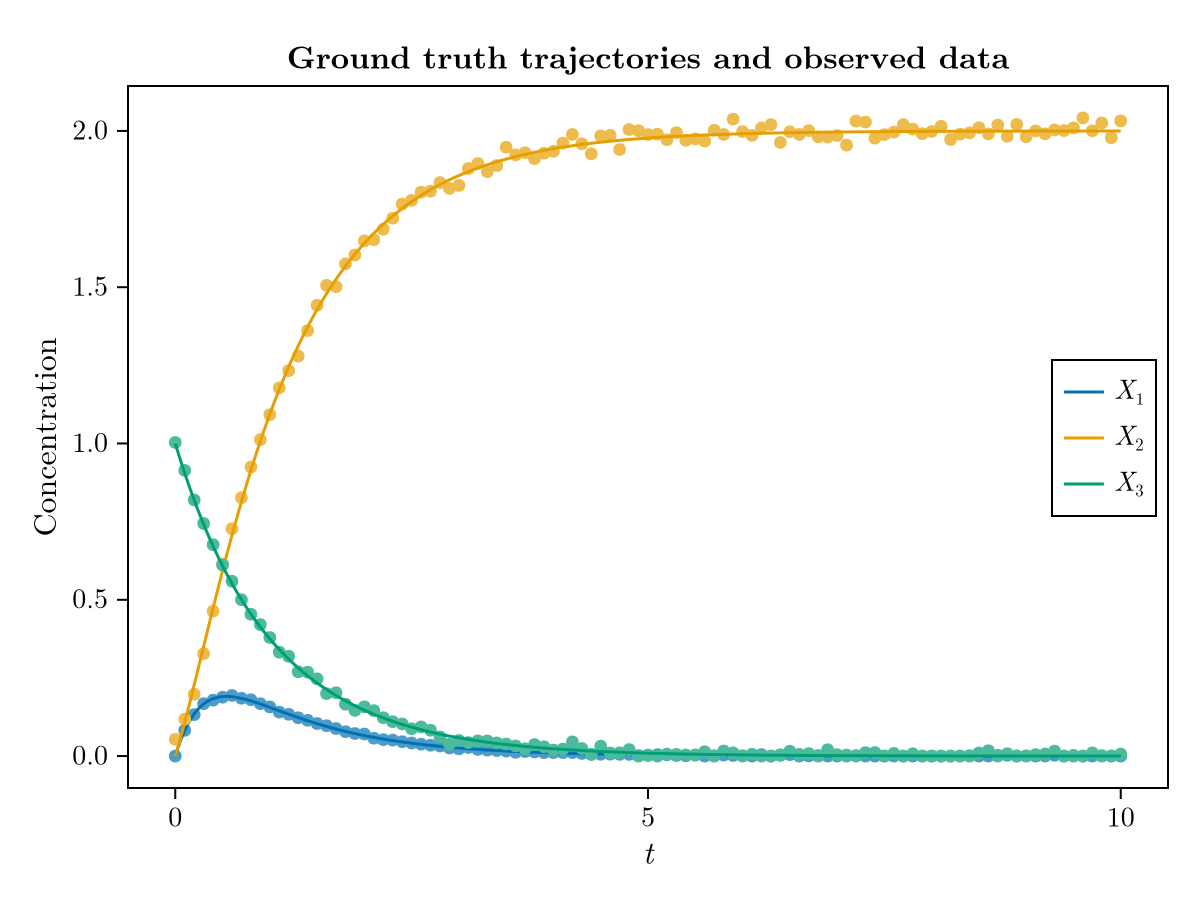 Ground truth trajectories and observed data
Concentration
2.0
1.5
1.0
0.5
0.0
0
5
10
t
X₁
X₂
X₃